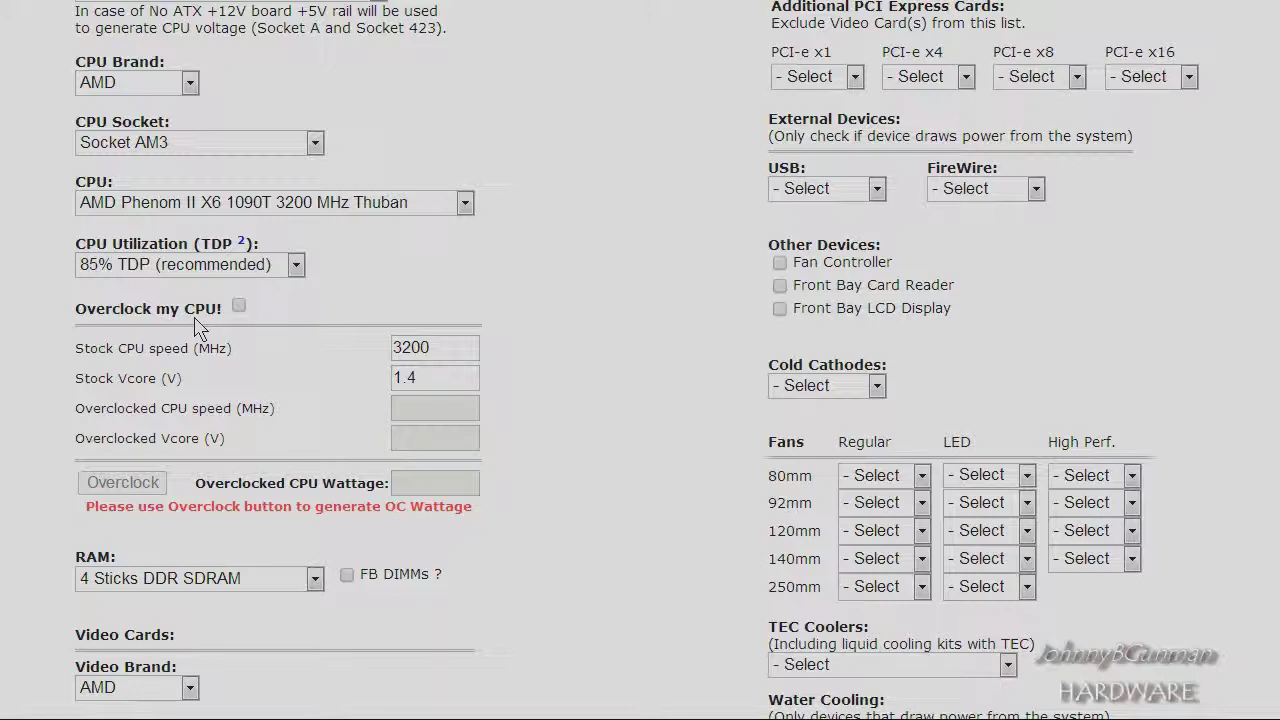 In case of No ATX +12V board +5V rail will be used
to generate CPU voltage (Socket A and Socket 423).
CPU Brand:
AMD
CPU Socket:
Socket AM3
CPU:
AMD Phenom II X6 1090T 3200 MHz Thuban
CPU Utilization (TDP 2):
85% TDP (recommended)
Overclock my CPU!
Stock CPU speed (MHz) 3200
Stock Vcore (V) 1.4
Overclocked CPU speed (MHz)
Overclocked Vcore (V)
Overclock Overclocked CPU Wattage:
Please use Overclock button to generate OC Wattage
RAM:
4 Sticks DDR SDRAM FB DIMMs ?
Video Cards:
Video Brand:
AMD
Additional PCI Express Cards:
Exclude Video Card(s) from this list.
PCI-e x1 PCI-e x4 PCI-e x8 PCI-e x16
- Select - Select - Select - Select
External Devices:
(Only check if device draws power from the system)
USB: FireWire:
- Select - Select
Other Devices:
Fan Controller
Front Bay Card Reader
Front Bay LCD Display
Cold Cathodes:
- Select
Fans Regular LED High Perf.
80mm - Select - Select - Select
92mm - Select - Select - Select
120mm - Select - Select - Select
140mm - Select - Select - Select
250mm - Select - Select
TEC Coolers:
(Including liquid cooling kits with TEC)
- Select
Water Cooling:
(Only devices that draw power from the system)
JohnnyBGunman
HARDWARE